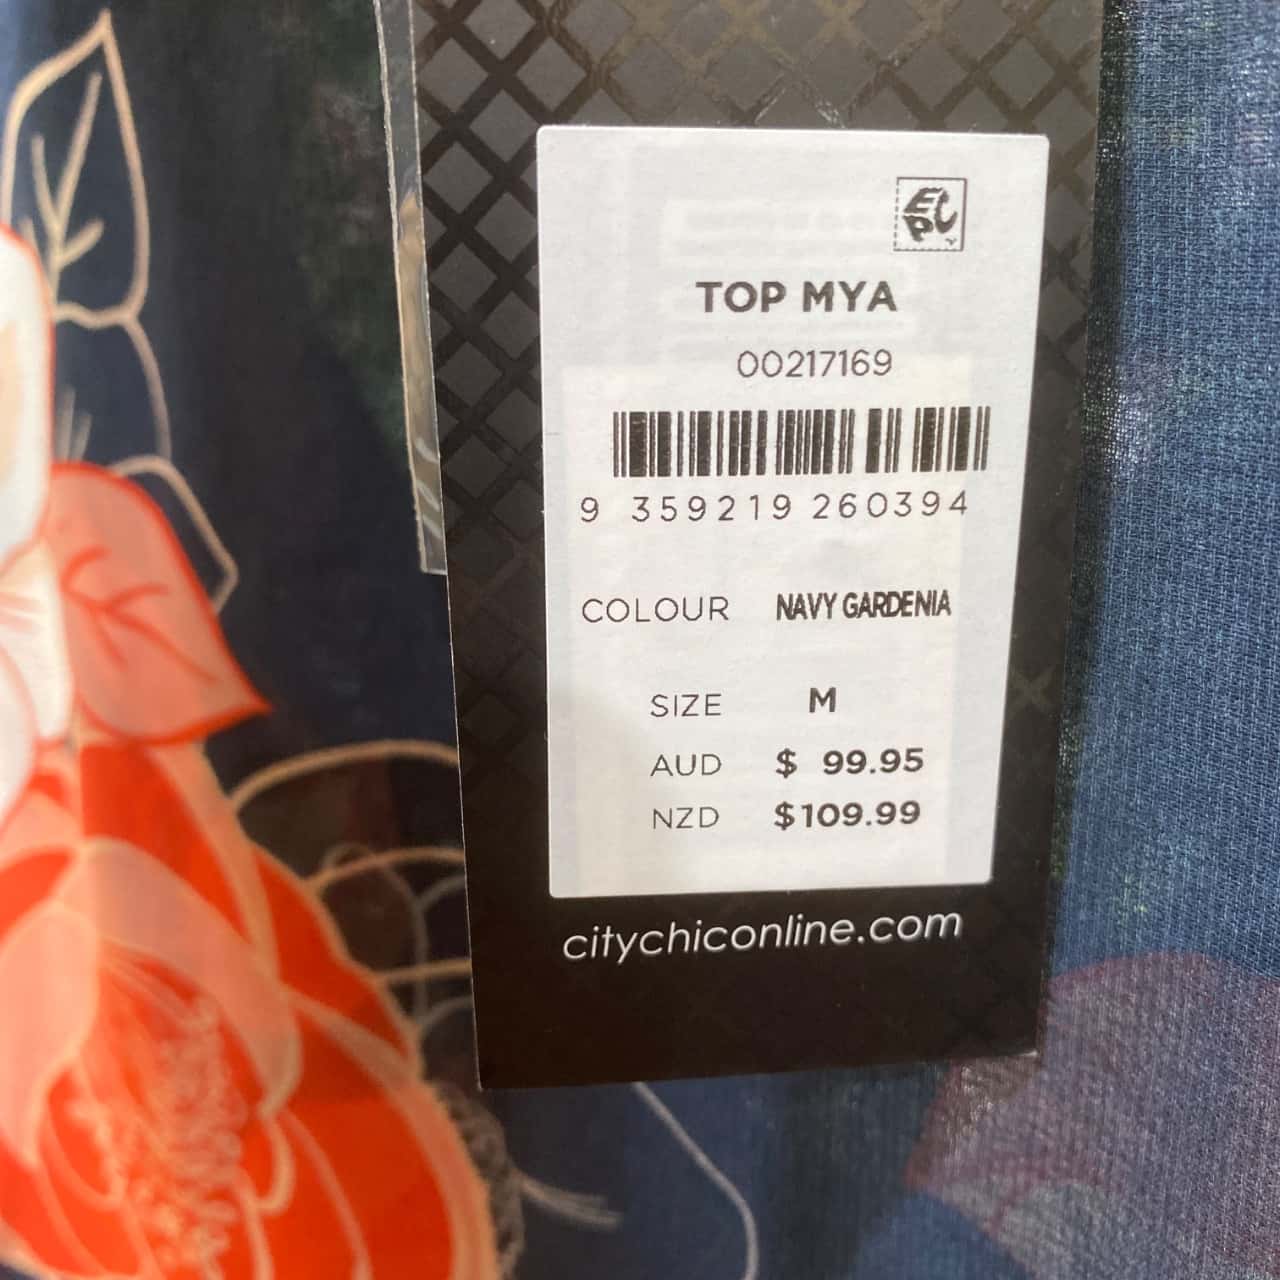 TOP MYA
00217169
9 359219 260394
COLOUR NAVY GARDENIA
SIZE M
AUD $ 99.95
NZD $109.99
citychiconline.com